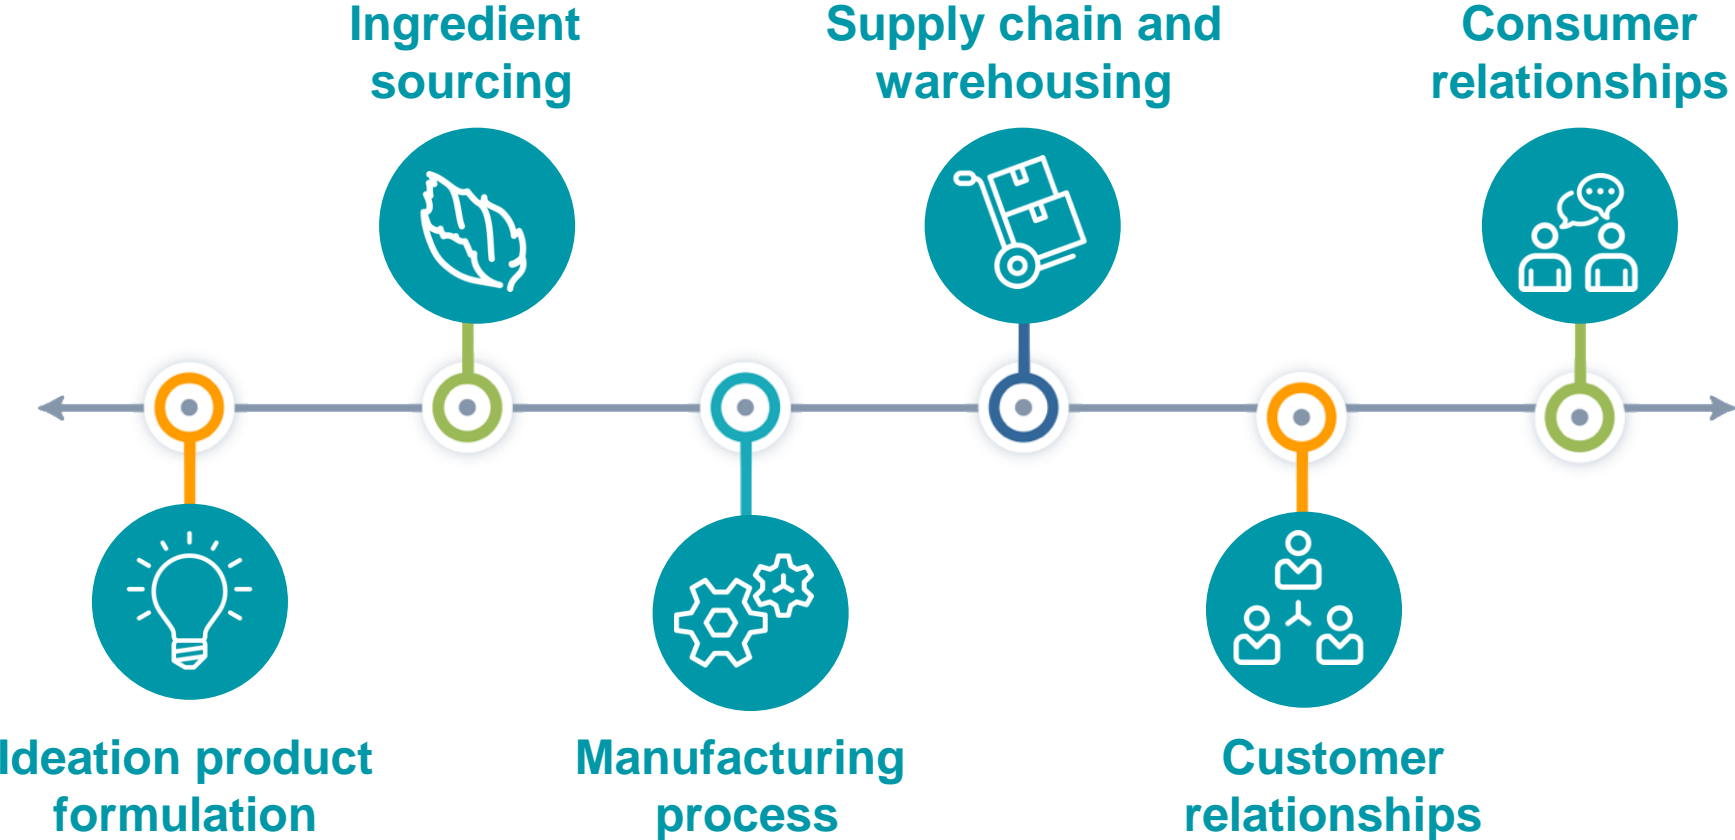 Ingredient
sourcing
Supply chain and
warehousing
Consumer
relationships
Ideation product
formulation
Manufacturing
process
Customer
relationships